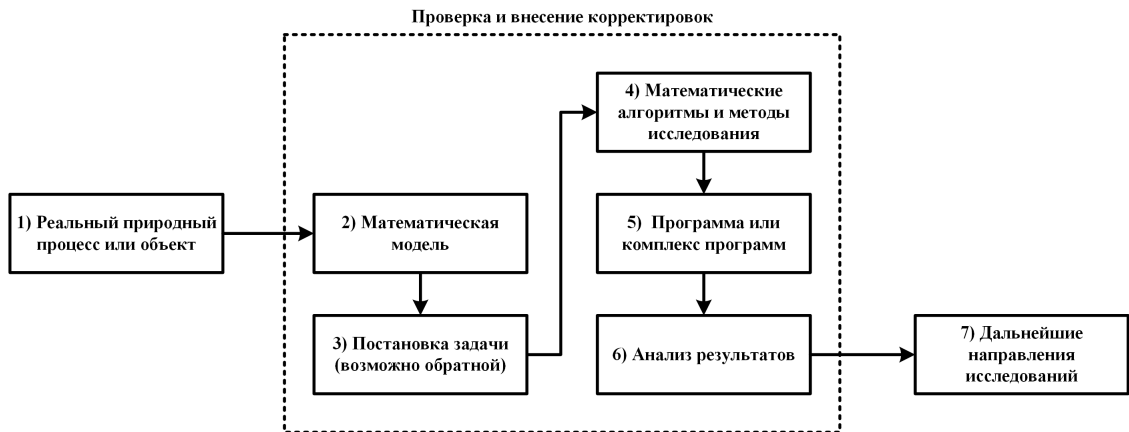 Проверка и внесение корректировок
1) Реальный природный
процесс или объект
2) Математическая
модель
3) Постановка задачи
(возможно обратной)
4) Математические
алгоритмы и методы
исследования
5) Программа или
комплекс программ
6) Анализ результатов
7) Дальнейшие
направления
исследований